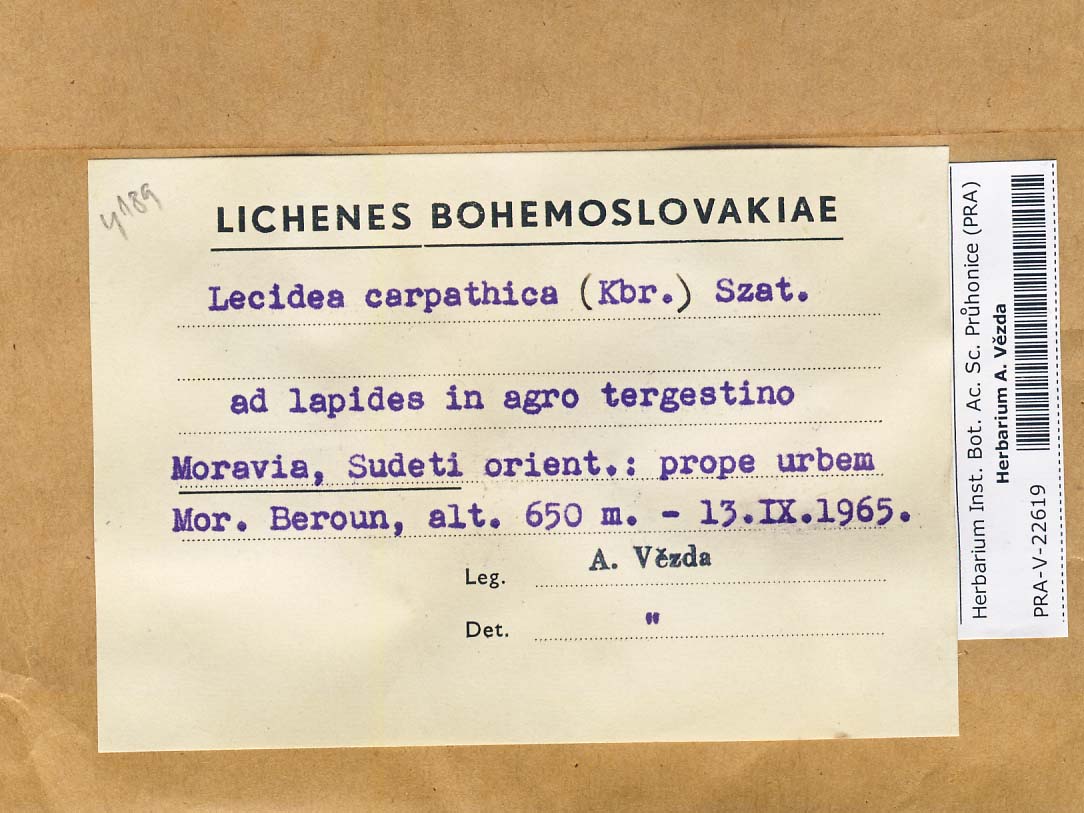 4189
LICHENES BOHEMOSLOVAKIAE
Lecidea carpathica (Kbr.) Szat.
ad lapides in agro tergestino
Moravia, Sudeti orient.: prope urbem
Mor. Beroun, alt. 650 m. - 13.IX.1965.
Leg. A. Vězda
Det. "
Herbarium Inst. Bot. Ac. Sc. Průhonice (PRA)
Herbarium A. Vězda
PRA-V-22619